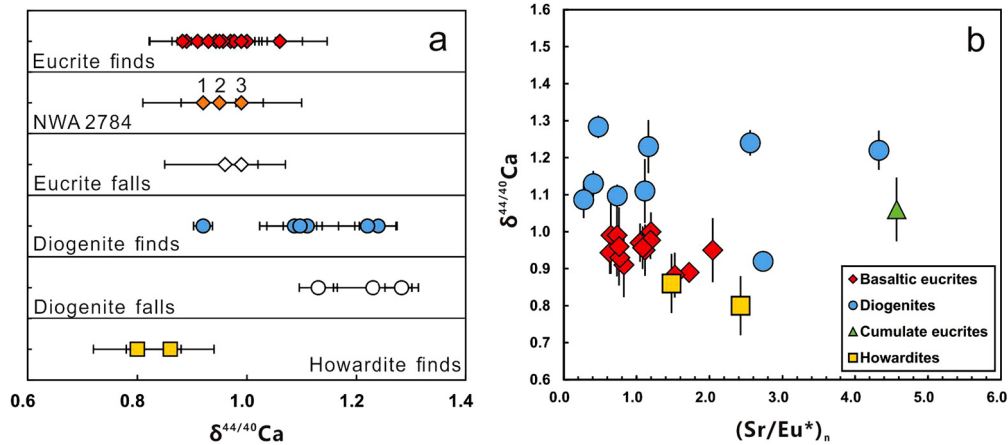 a
Eucrite finds
1 2 3
NWA 2784
Eucrite falls
Diogenite finds
Diogenite falls
Howardite finds
0.6 0.8 1.0 1.2 1.4
δ44/40Ca
b
1.6
1.5
1.4
1.3
1.2
1.1
1.0
0.9
0.8
0.7
0.6
δ44/40Ca
Basaltic eucrites
Diogenites
Cumulate eucrites
Howardites
0.0 1.0 2.0 3.0 4.0 5.0 6.0
(Sr/Eu*)n